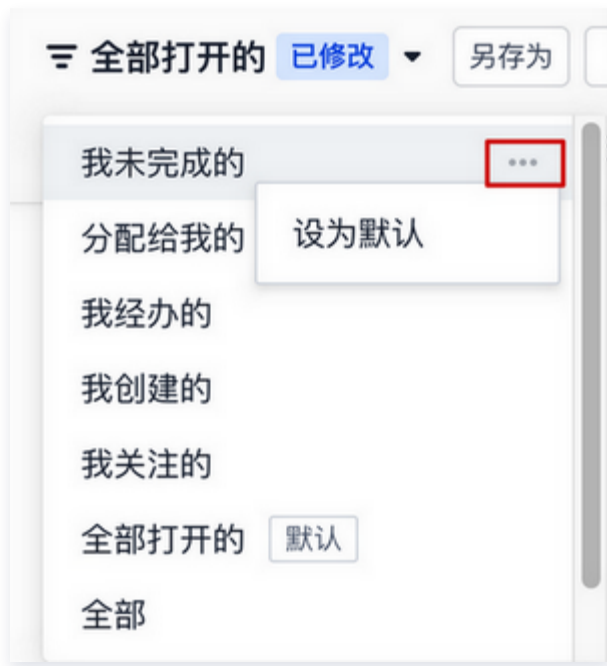 全部打开的 已修改 另存为
我未完成的
分配给我的
设为默认
我经办的
我创建的
我关注的
全部打开的 默认
全部